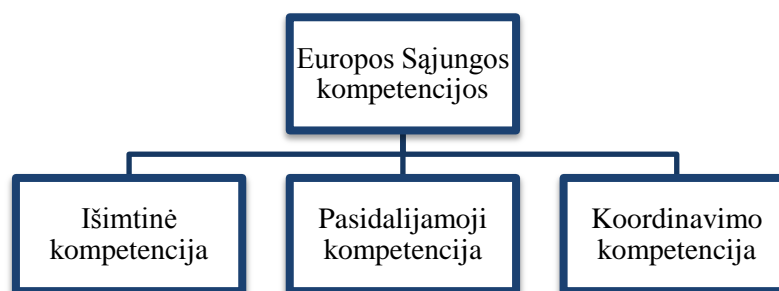 Europos Sąjungos
kompetencijos
Išimtinė
kompetencija
Pasidalijamoji
kompetencija
Koordinavimo
kompetencija